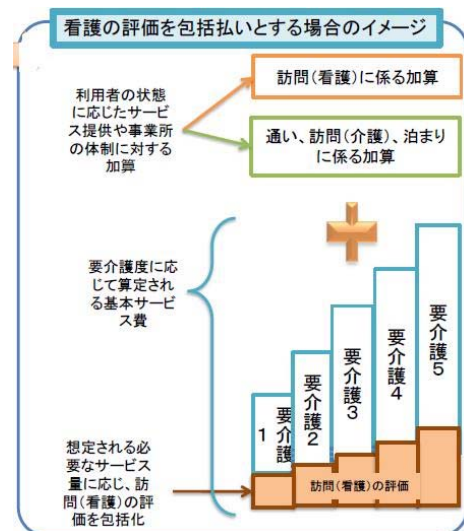 看護の評価を包括払いとする場合のイメージ
利用者の状態
に応じたサービ
ス提供や事業所
の体制に対する
加算
訪問(看護)に係る加算
通い、訪問(介護)、泊まり
に係る加算
要介護度に応
じて算定され
る基本サービ
ス費
要介護1
要介護2
要介護3
要介護4
要介護5
想定される必
要なサービス
量に応じ、訪
問(看護)の評
価を包括化
訪問(看護)の評価